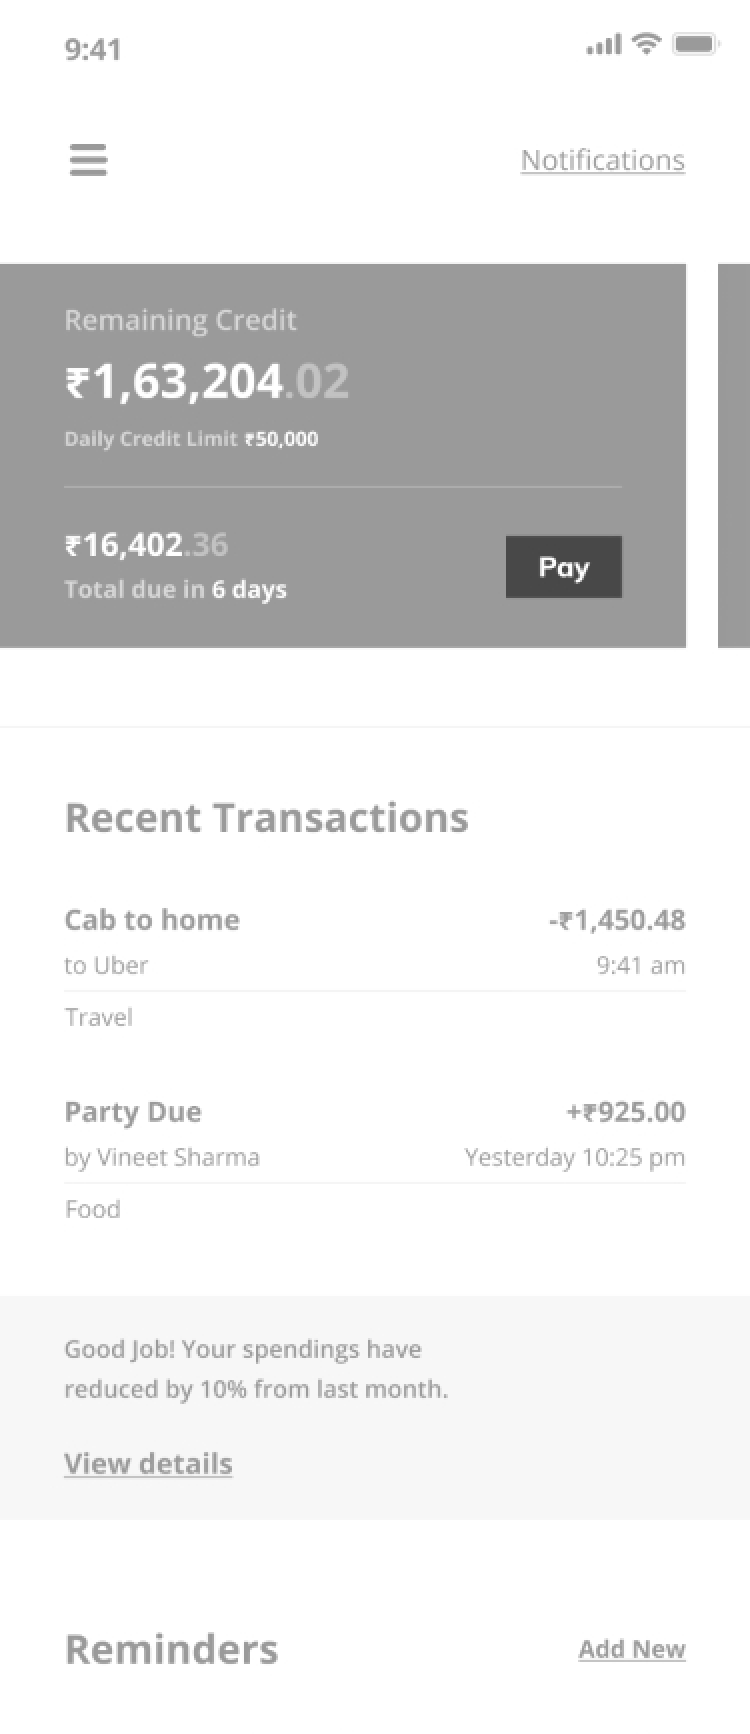 9:41
Notifications
Remaining Credit
₹1,63,204.02
Daily Credit Limit ₹50,000
₹16,402.36
Total due in 6 days
Pay
Recent Transactions
Cab to home -₹1,450.48
to Uber 9:41 am
Travel
Party Due +₹925.00
by Vineet Sharma Yesterday 10:25 pm
Food
Good Job! Your spendings have
reduced by 10% from last month.
View details
Reminders Add New